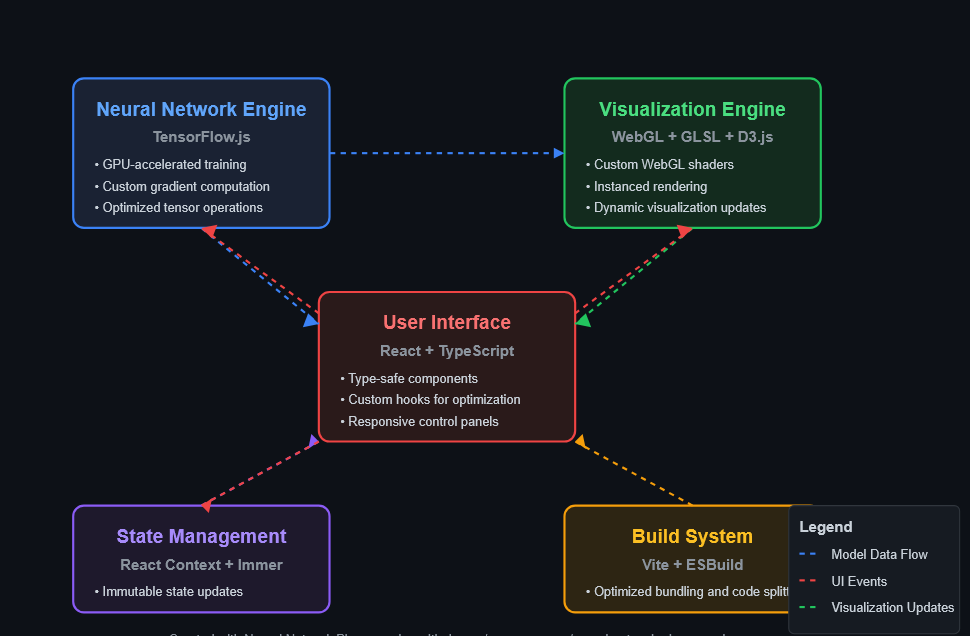 Neural Network Engine
TensorFlow.js
• GPU-accelerated training
• Custom gradient computation
• Optimized tensor operations
Visualization Engine
WebGL + GLSL + D3.js
• Custom WebGL shaders
• Instanced rendering
• Dynamic visualization updates
User Interface
React + TypeScript
• Type-safe components
• Custom hooks for optimization
• Responsive control panels
State Management
React Context + Immer
• Immutable state updates
Build System
Vite + ESBuild
• Optimized bundling and code split
Legend
Model Data Flow
UI Events
Visualization Updates